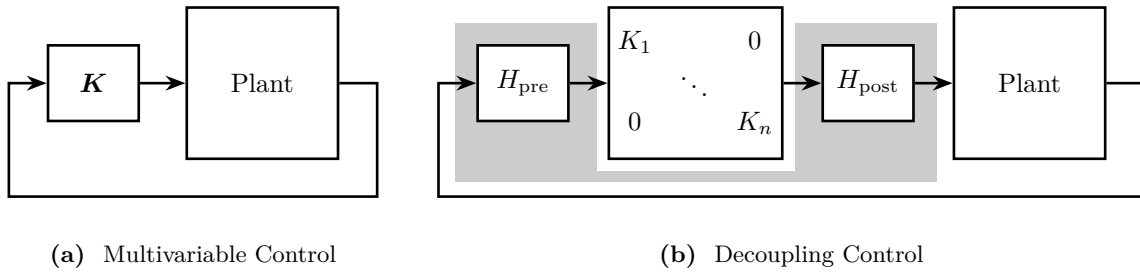 K
Plant
(a) Multivariable Control
H_pre
K_1 0
⋱
0 K_n
H_post
Plant
(b) Decoupling Control